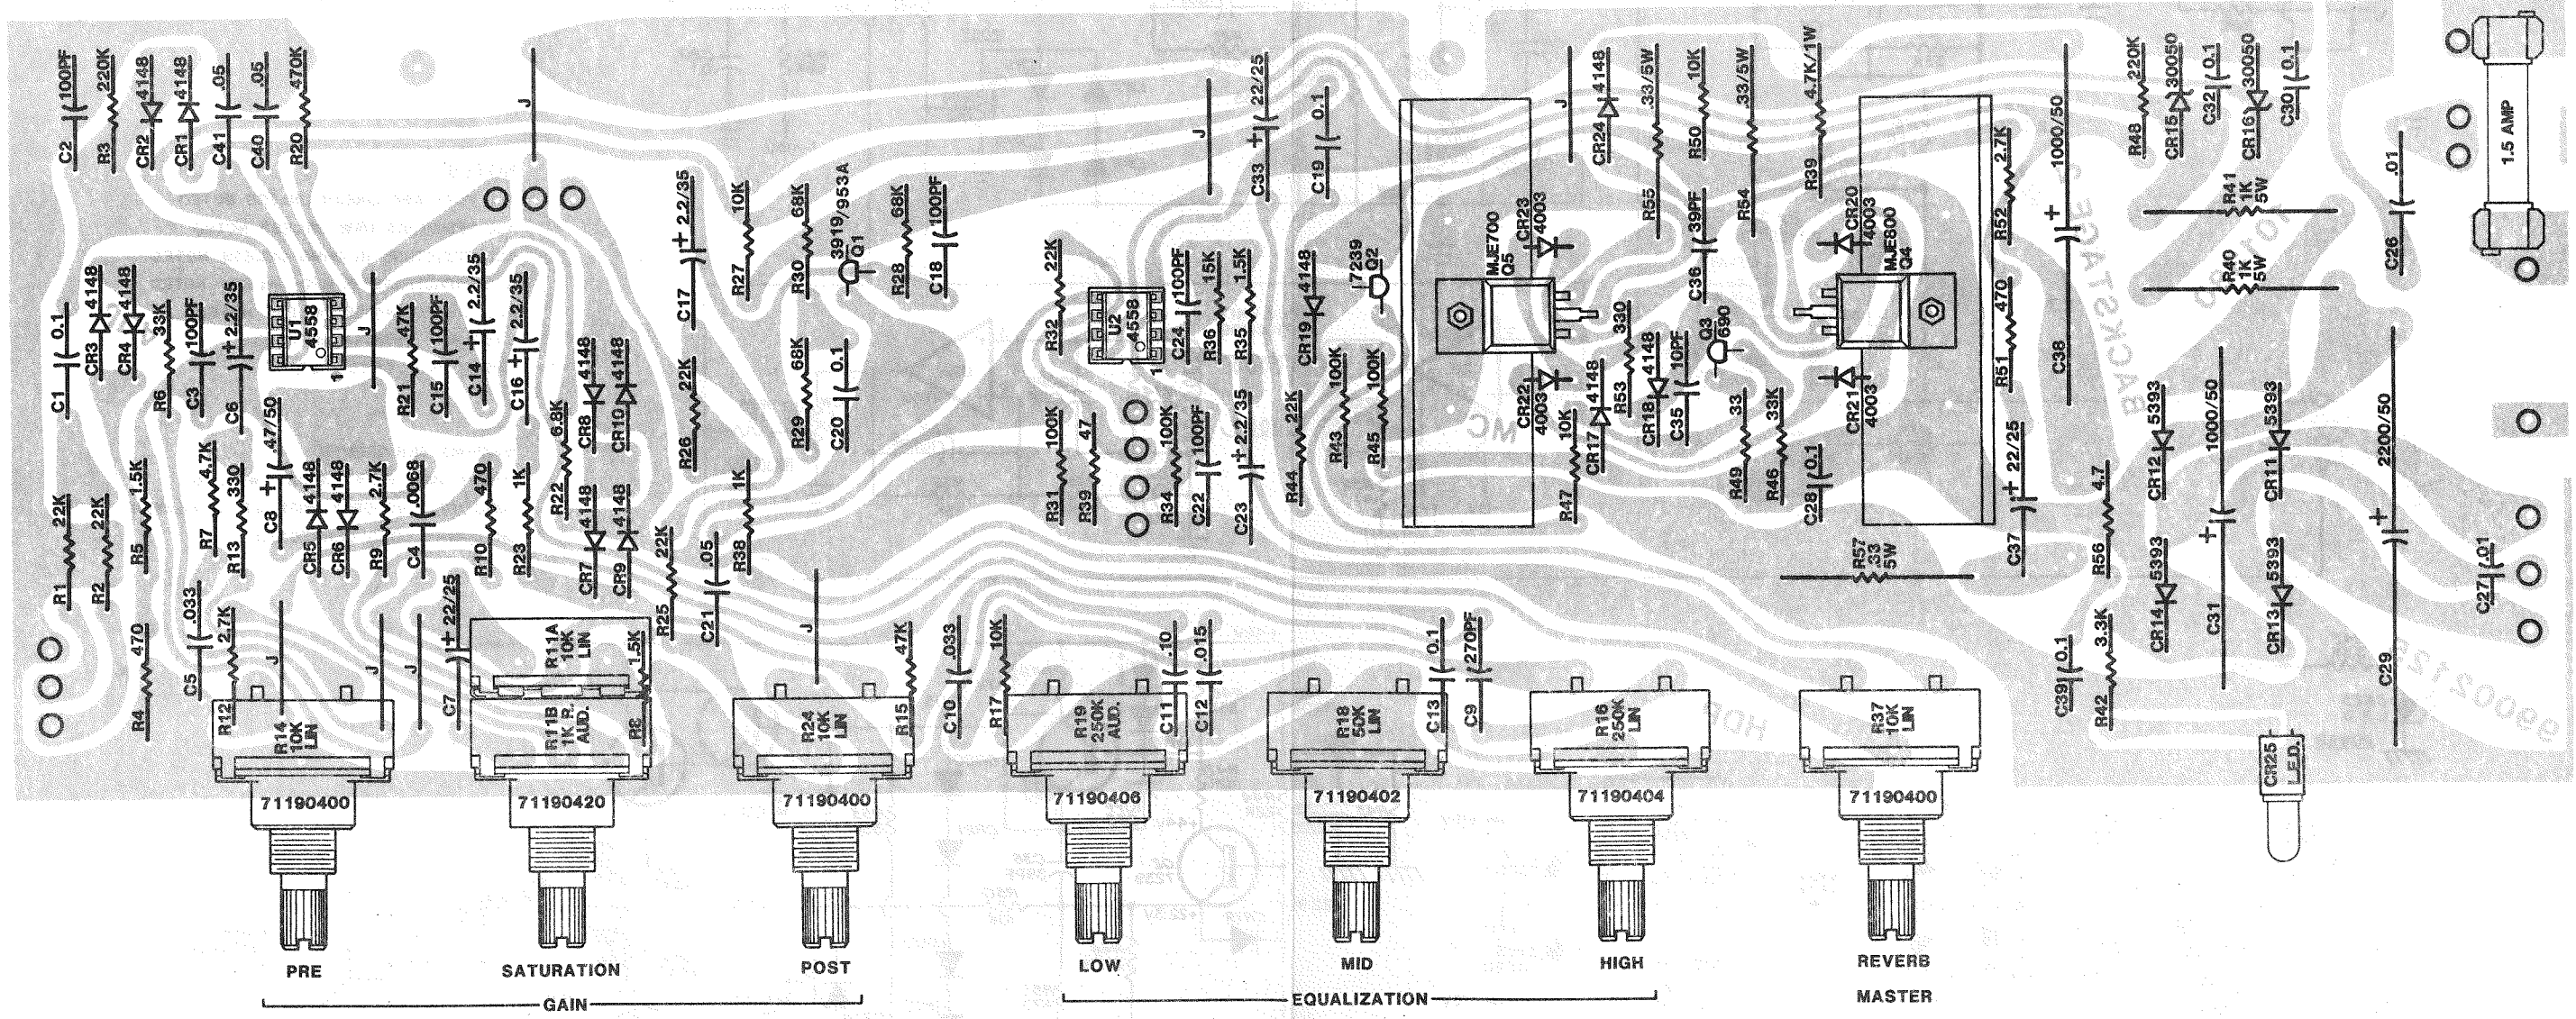 C2 100PF
R3 220K
CR2 4148
CR1 4148
C41 .05
C40 .05
R20 470K
J
C1 0.1
CR3 4148
CR4 4148
R6 33K
C3 100PF
C6 + 2.2/35
U1
4558
1
J
R21 47K
C15 100PF
C14 + 2.2/35
C16 + 2.2/35
CR8 4148
CR10 4148
C17 + 2.2/35
R27 10K
R30 68K
3919/953A
Q1
R28 68K
C18 100PF
R26 22K
R29 68K
C20 0.1
R1 22K
R2 22K
R5 1.5K
R7 4.7K
R13 330
C8 + .47/50
CR5 4148
CR6 4148
R9 2.7K
C4 .0068
R10 470
R23 1K
R22 6.8K
CR7 4148
CR9 4148
R25 22K
C21 .05
R38 1K
J
R4 470
C5 .033
R12 2.7K
J
J
J
C7 + 22/25
R11A
10K
LIN
R11B
1K R.
AUD.
R8 1.5K
R14
10K
LIN
R24
10K
LIN
R15 47K
C10 .033
R17 10K
R19
250K
AUD.
C11 .10
C12 .015
R18
50K
LIN
C13 0.1
C9 270PF
R16
250K
LIN
R37
10K
LIN
J
C33 + 22/25
C19 0.1
R32 22K
U2
4558
1
C24 100PF
R36 15K
R35 1.5K
CR19 4148
7239
Q2
R31 100K
R39 47
R34 100K
C22 100PF
C23 + 2.2/35
R44 22K
R43 100K
R45 100K
MJE700
Q5
CR23
4003
CR22
4003
J
CR24 4148
R55 .33/5W
R50 10K
R54 .33/5W
R39 4.7K/1W
C36 39PF
Q3
690
R53 330
CR18 4148
C35 10PF
CR17 4148
R47 10K
R49 33
R46 33K
C28 0.1
CR20
4003
MJE800
Q4
CR21
4003
R57
.33
5W
R52 2.7K
R51 470
C38 + 1000/50
C37 + 22/25
R56 4.7
C39 0.1
R42 3.3K
R48 220K
CR15 30050
C32 0.1
CR16 30050
C30 0.1
R41
1K
5W
R40
1K
5W
C26 .01
1.5 AMP
CR12 5393
C31 + 1000/50
CR11 5393
CR14 5393
CR13 5393
C29 + 2200/50
C27 .01
CR25
L.E.D.
BACKSTAGE
MC
HDP
71190400
71190420
71190400
71190406
71190402
71190404
71190400
PRE
SATURATION
POST
LOW
MID
HIGH
REVERB
GAIN
EQUALIZATION
MASTER